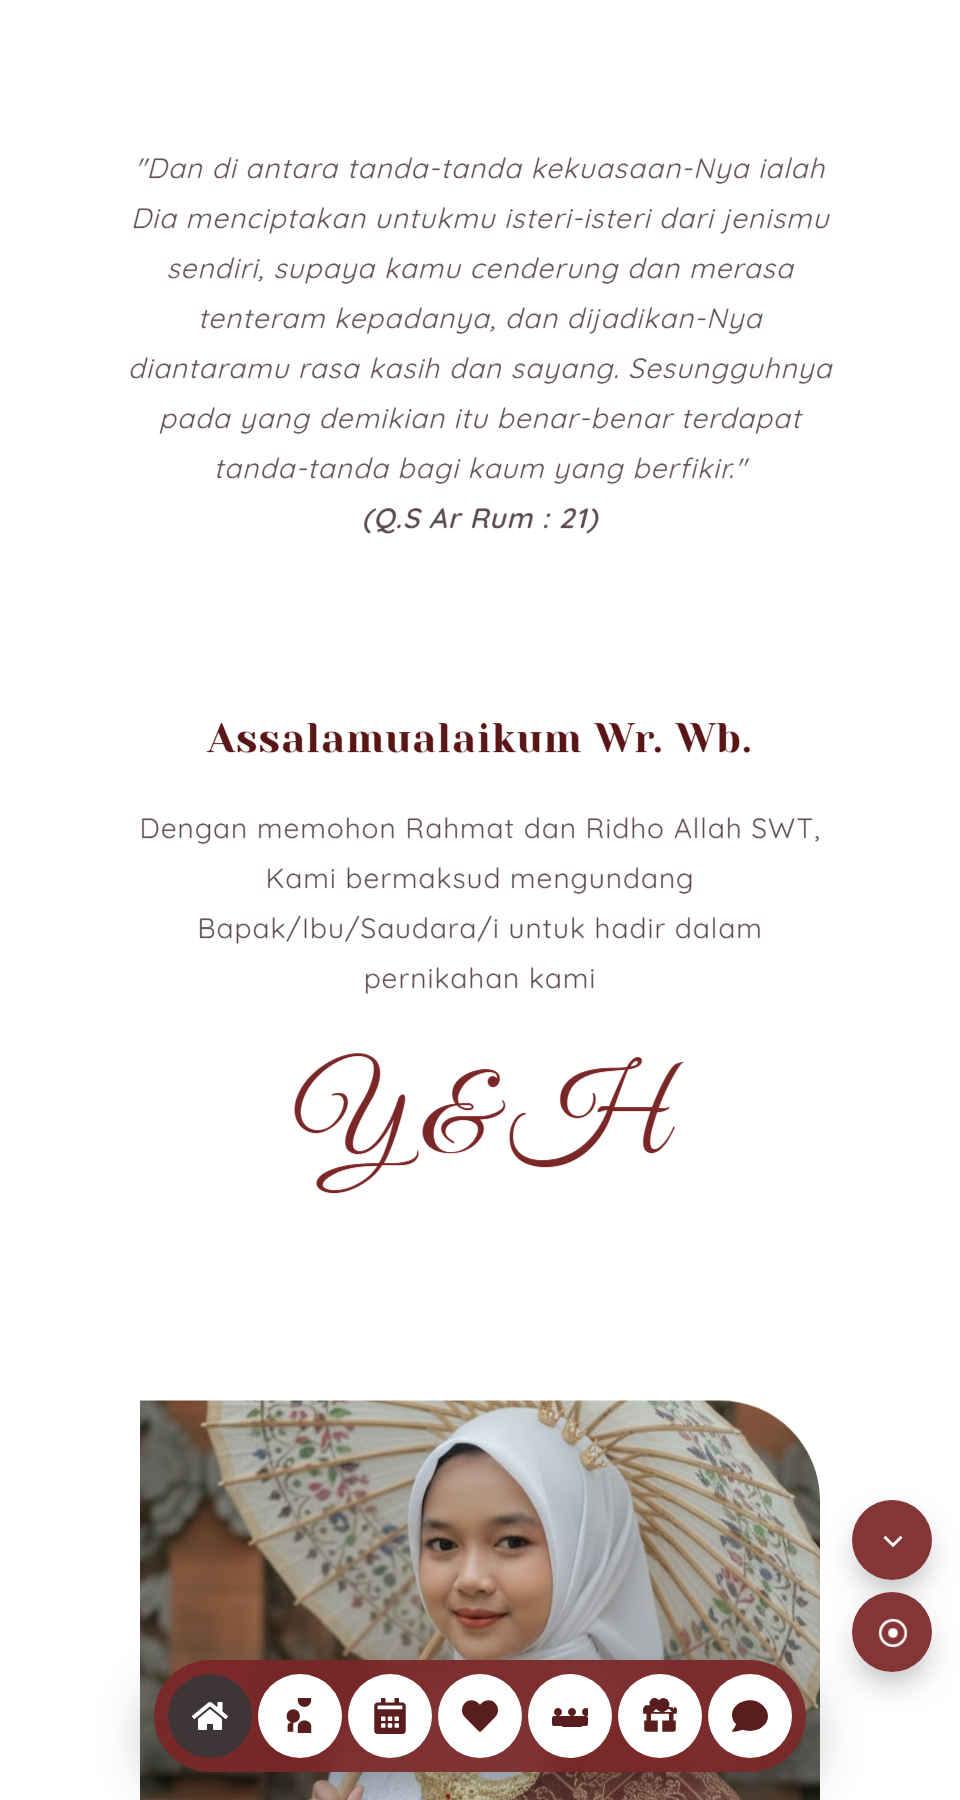 "Dan di antara tanda-tanda kekuasaan-Nya ialah
Dia menciptakan untukmu isteri-isteri dari jenismu
sendiri, supaya kamu cenderung dan merasa
tenteram kepadanya, dan dijadikan-Nya
diantaramu rasa kasih dan sayang. Sesungguhnya
pada yang demikian itu benar-benar terdapat
tanda-tanda bagi kaum yang berfikir."
(Q.S Ar Rum : 21)
Assalamualaikum Wr. Wb.
Dengan memohon Rahmat dan Ridho Allah SWT,
Kami bermaksud mengundang
Bapak/Ibu/Saudara/i untuk hadir dalam
pernikahan kami
Y & H